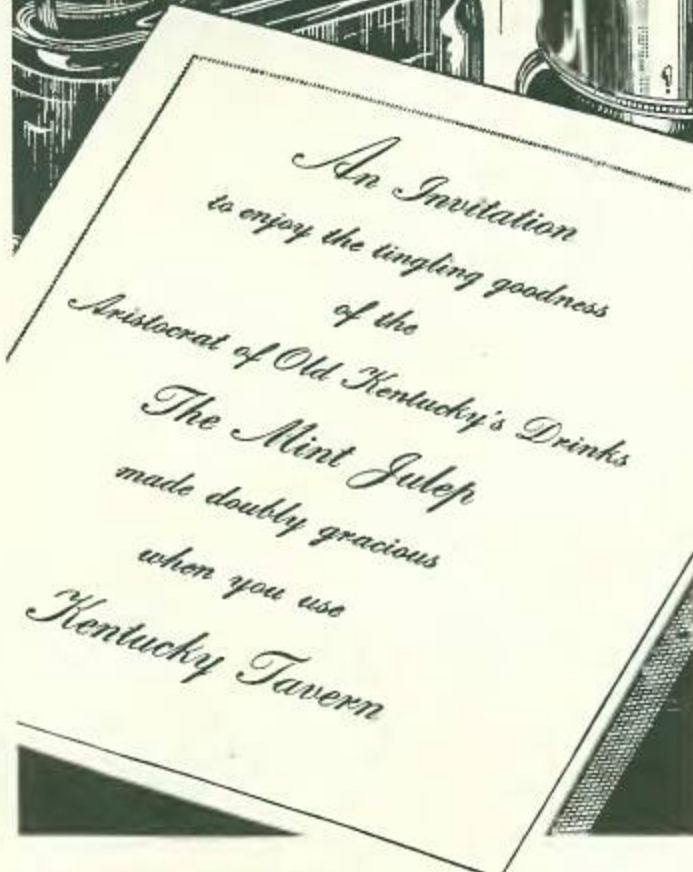 An Invitation
to enjoy the tingling goodness
of the
Aristocrat of Old Kentucky's Drinks
The Mint Julep
made doubly gracious
when you use
Kentucky Tavern